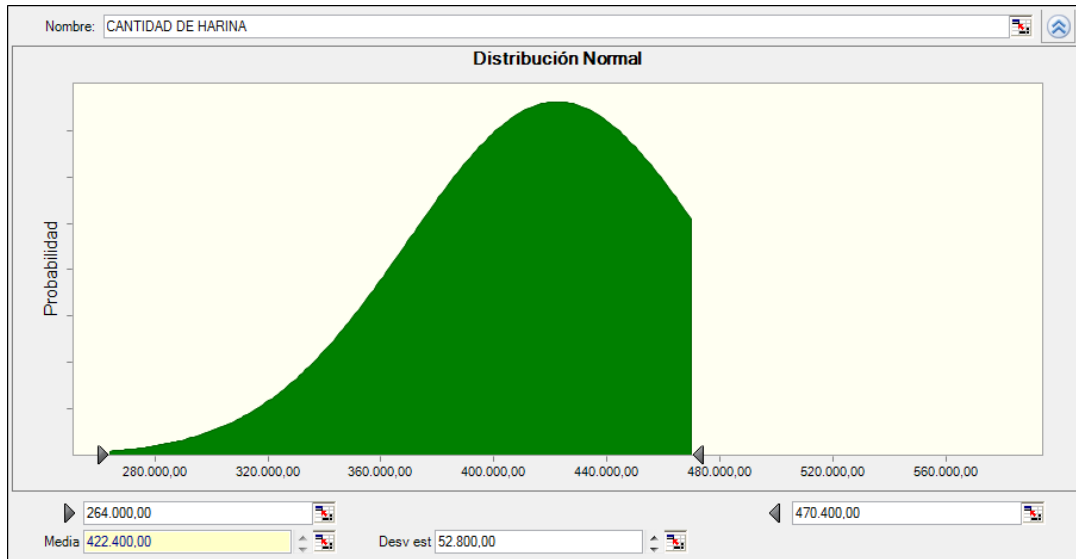 Nombre: CANTIDAD DE HARINA
Distribución Normal
Probabilidad
280.000,00 320.000,00 360.000,00 400.000,00 440.000,00 480.000,00 520.000,00 560.000,00
264.000,00 470.400,00
Media 422.400,00 Desv est 52.800,00